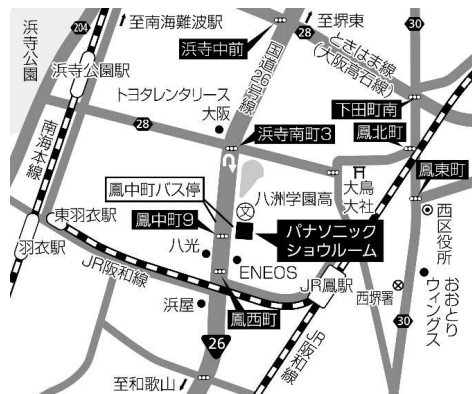 至南海難波駅
至堺東
浜寺公園
204
浜寺中前
30
国道26号線
ときはま線
(大阪高石線)
28
浜寺公園駅
トヨタレンタリース
大阪
下田町南
28
浜寺南町3
鳳北町
南海本線
鳳東町
大鳥
大社
鳳中町バス停
八洲学園高
文
東羽衣駅
鳳中町9
パナソニック
ショウルーム
西区役所
羽衣駅
八光
ENEOS
JR阪和線
JR鳳駅
西堺署
おおとり
ウィングス
浜屋
鳳西町
30
JR阪和線
26
至和歌山